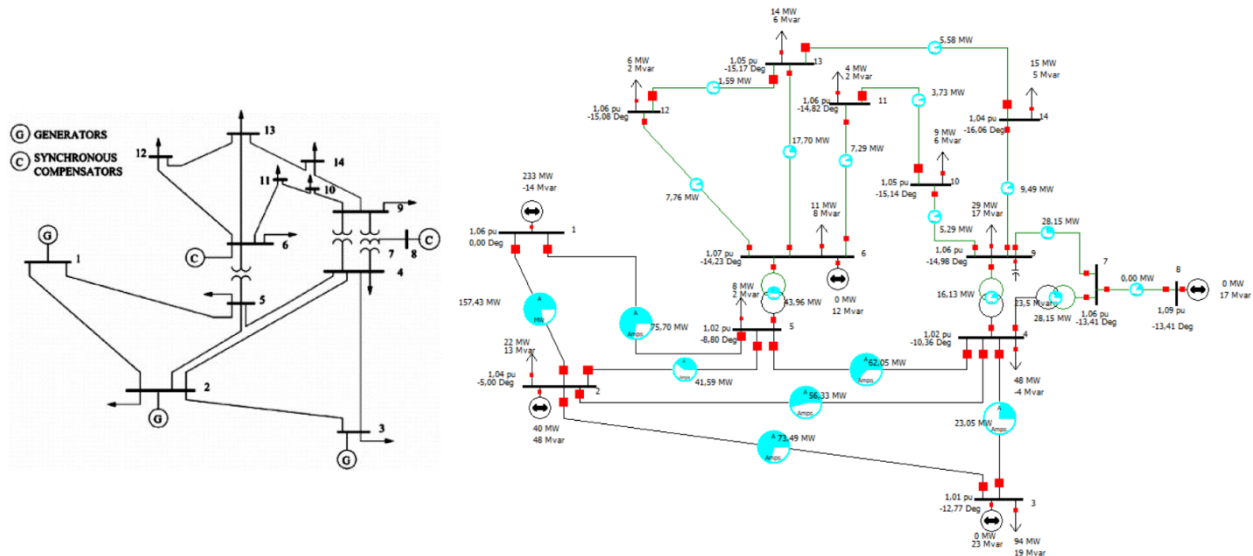 G GENERATORS
C SYNCHRONOUS
COMPENSATORS
13
12
14
11
10
9
G
C
6
7
8
C
1
4
5
2
G
3
G
14 MW
6 Mvar
1,05 pu
-15,17 Deg
13
5,58 MW
6 MW
2 Mvar
1,59 MW
1,06 pu
-15,08 Deg
12
4 MW
2 Mvar
1,06 pu
-14,82 Deg
11
3,73 MW
15 MW
5 Mvar
1,04 pu
-16,06 Deg
14
17,70 MW
7,29 MW
9 MW
6 Mvar
1,05 pu
-15,14 Deg
10
7,76 MW
9,49 MW
5,29 MW
233 MW
-14 Mvar
1,06 pu
0,00 Deg
1
11 MW
8 Mvar
1,07 pu
-14,23 Deg
6
0 MW
12 Mvar
29 MW
17 Mvar
1,06 pu
-14,98 Deg
9
28,15 MW
7
0,00 MW
8
0 MW
17 Mvar
1,06 pu
-13,41 Deg
1,09 pu
-13,41 Deg
23,5 Mvar
28,15 MW
16,13 MW
43,96 MW
157,43 MW
A
MW
A
Amps
75,70 MW
8 MW
2 Mvar
1,02 pu
-8,80 Deg
5
1,02 pu
-10,36 Deg
4
22 MW
13 Mvar
1,04 pu
-5,00 Deg
2
A
Amps
41,59 MW
A
Amps
62,05 MW
A
Amps
56,33 MW
48 MW
-4 Mvar
40 MW
48 Mvar
A
Amps
73,49 MW
A
Amps
23,05 MW
1,01 pu
-12,77 Deg
3
0 MW
23 Mvar
94 MW
19 Mvar